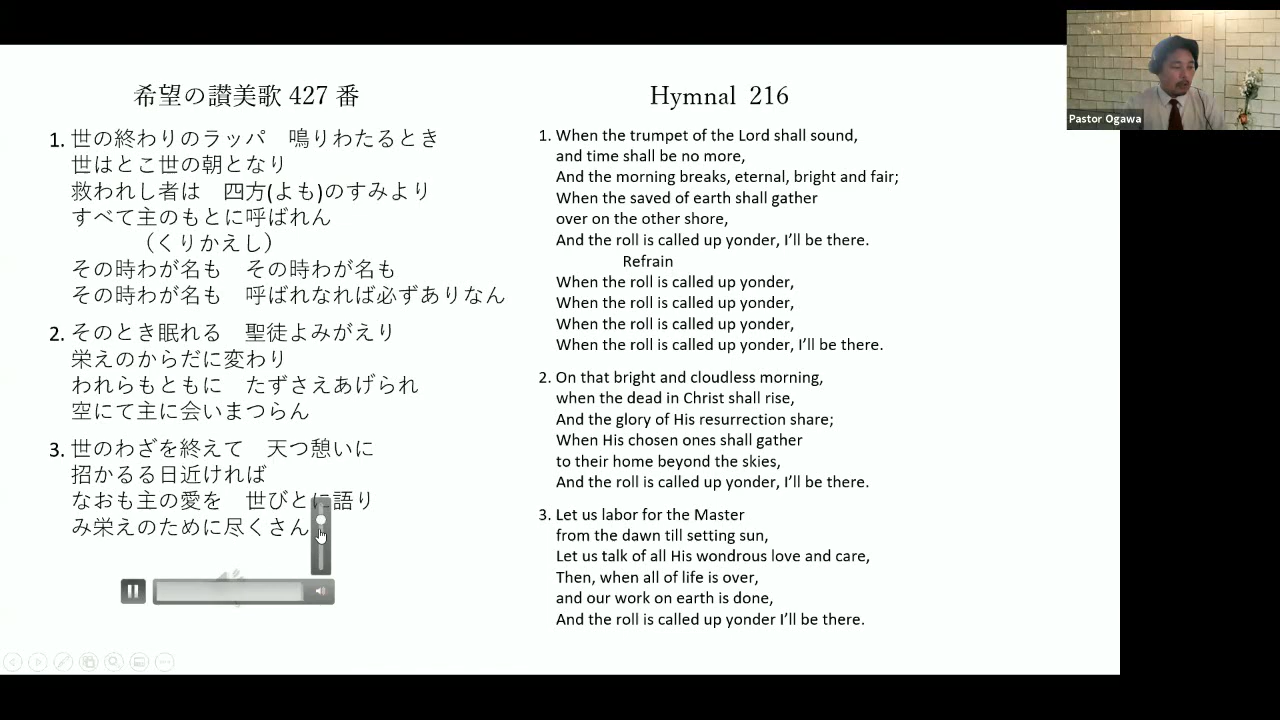 希望の讃美歌 427 番
1. 世の終わりのラッパ　鳴りわたるとき
世はとこ世の朝となり
救われし者は　四方(よも)のすみより
すべて主のもとに呼ばれん
（くりかえし）
その時わが名も　その時わが名も
その時わが名も　呼ばれなれば必ずありなん
2. そのとき眠れる　聖徒よみがえり
栄えのからだに変わり
われらもともに　たずさえあげられ
空にて主に会いまつらん
3. 世のわざを終えて　天つ憩いに
招かるる日近ければ
なおも主の愛を　世びとに語り
み栄えのために尽くさん
Hymnal 216
1. When the trumpet of the Lord shall sound,
and time shall be no more,
And the morning breaks, eternal, bright and fair;
When the saved of earth shall gather
over on the other shore,
And the roll is called up yonder, I’ll be there.
Refrain
When the roll is called up yonder,
When the roll is called up yonder,
When the roll is called up yonder,
When the roll is called up yonder, I’ll be there.
2. On that bright and cloudless morning,
when the dead in Christ shall rise,
And the glory of His resurrection share;
When His chosen ones shall gather
to their home beyond the skies,
And the roll is called up yonder, I’ll be there.
3. Let us labor for the Master
from the dawn till setting sun,
Let us talk of all His wondrous love and care,
Then, when all of life is over,
and our work on earth is done,
And the roll is called up yonder I’ll be there.
Pastor Ogawa